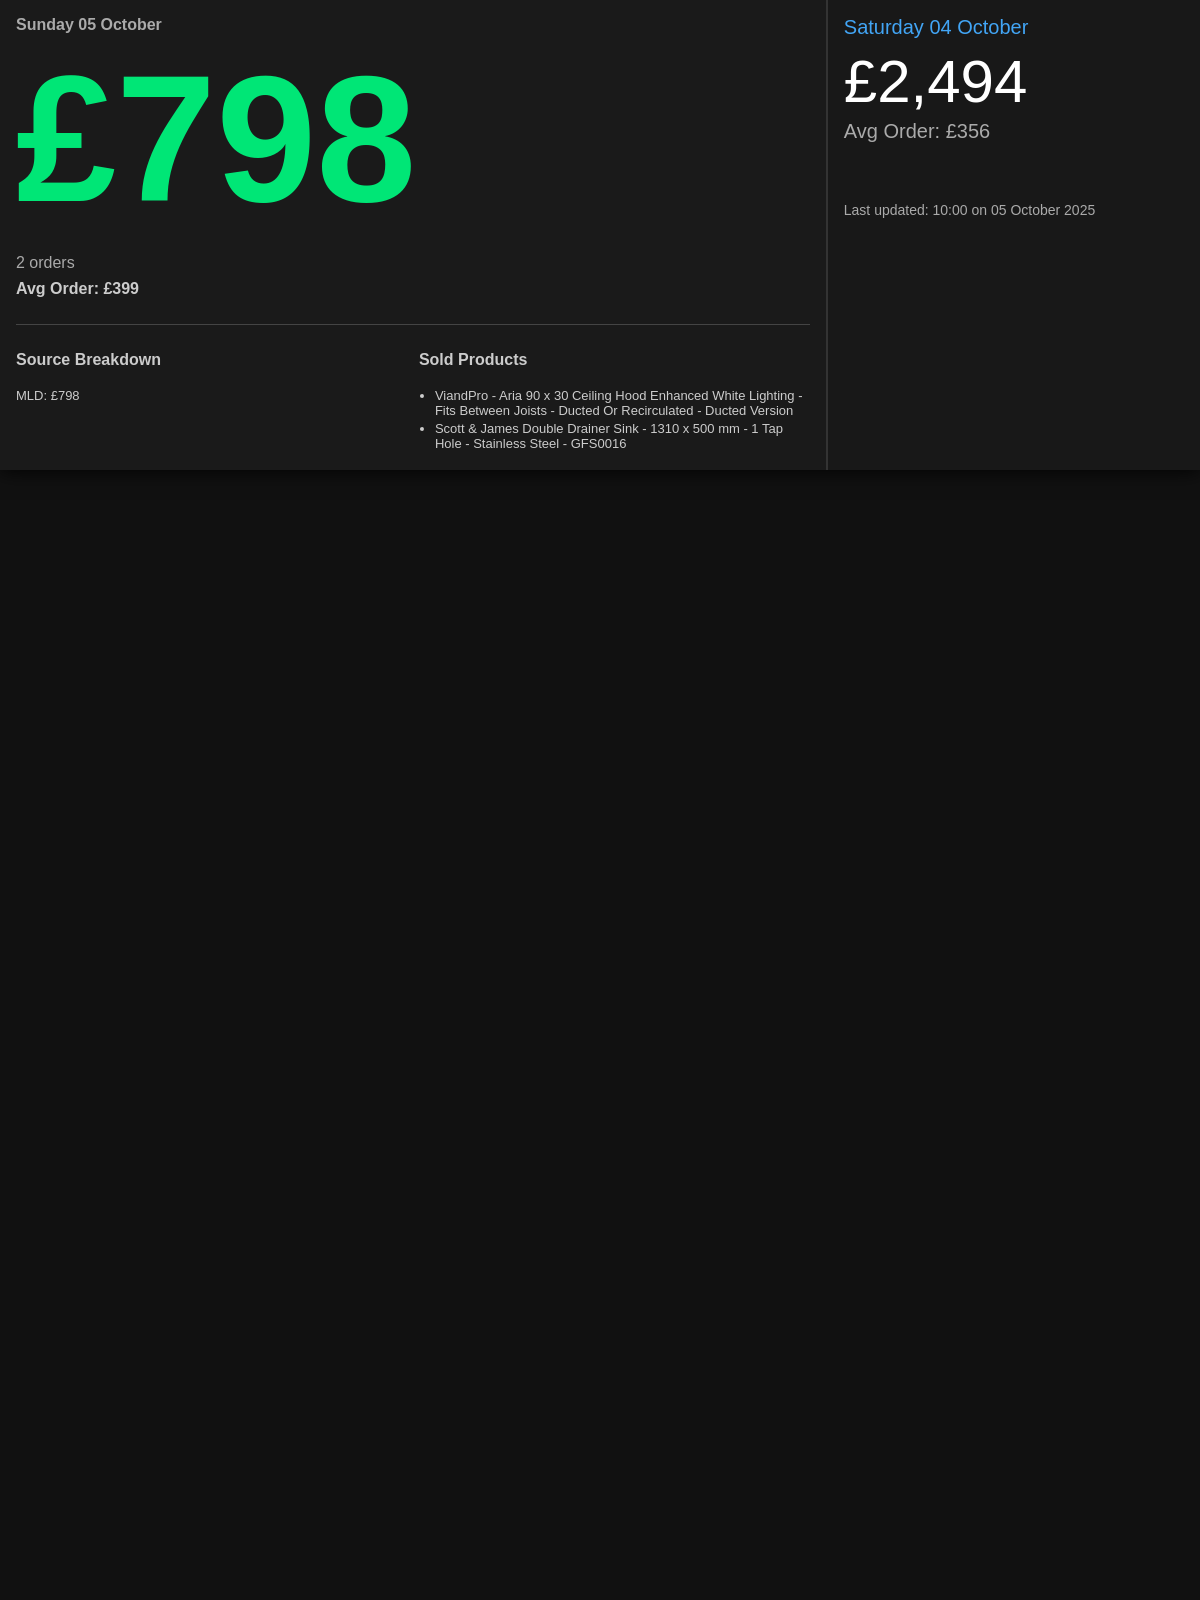 Sunday 05 October
£798
2 orders
Avg Order: £399
Source Breakdown
MLD: £798
Sold Products
ViandPro - Aria 90 x 30 Ceiling Hood Enhanced White Lighting -
Fits Between Joists - Ducted Or Recirculated - Ducted Version
Scott & James Double Drainer Sink - 1310 x 500 mm - 1 Tap
Hole - Stainless Steel - GFS0016
Saturday 04 October
£2,494
Avg Order: £356
Last updated: 10:00 on 05 October 2025